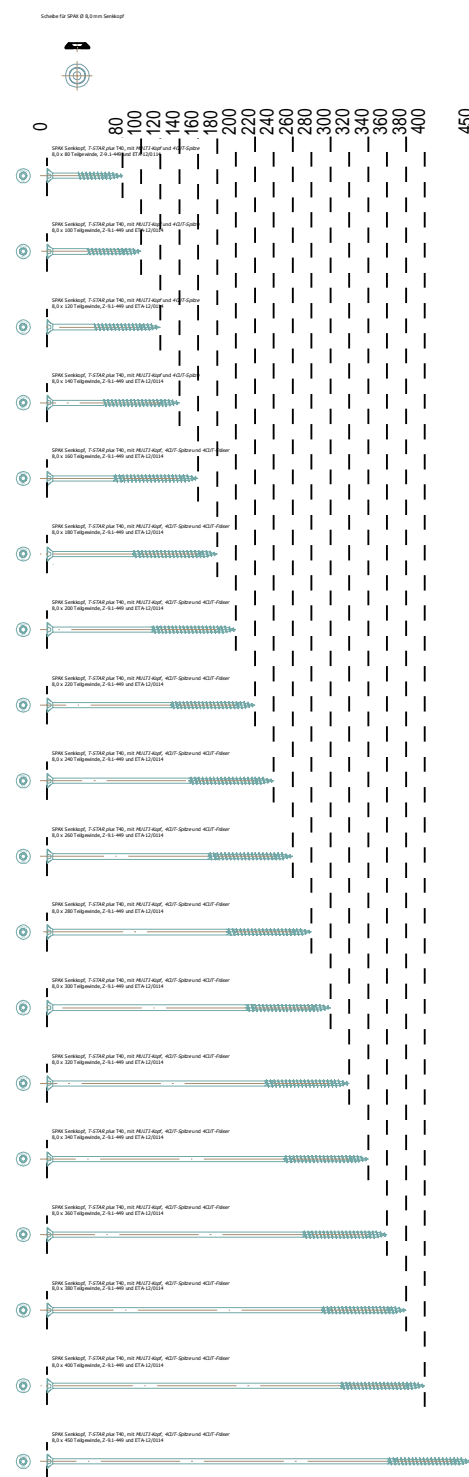 Scheibe für SPAX Ø 8,0 mm Senkkopf
0 80 100 120 140 160 180 200 220 240 260 280 300 320 340 360 380 400 450
SPAX Senkkopf, T-STAR plus T40, mit MULTI-Kopf und 4CUT-Spitze
8,0 x 80 Teilgewinde, Z-9.1-449 und ETA-12/0114
SPAX Senkkopf, T-STAR plus T40, mit MULTI-Kopf und 4CUT-Spitze
8,0 x 100 Teilgewinde, Z-9.1-449 und ETA-12/0114
SPAX Senkkopf, T-STAR plus T40, mit MULTI-Kopf und 4CUT-Spitze
8,0 x 120 Teilgewinde, Z-9.1-449 und ETA-12/0114
SPAX Senkkopf, T-STAR plus T40, mit MULTI-Kopf und 4CUT-Spitze
8,0 x 140 Teilgewinde, Z-9.1-449 und ETA-12/0114
SPAX Senkkopf, T-STAR plus T40, mit MULTI-Kopf, 4CUT-Spitze und 4CUT-Fräser
8,0 x 160 Teilgewinde, Z-9.1-449 und ETA-12/0114
SPAX Senkkopf, T-STAR plus T40, mit MULTI-Kopf, 4CUT-Spitze und 4CUT-Fräser
8,0 x 180 Teilgewinde, Z-9.1-449 und ETA-12/0114
SPAX Senkkopf, T-STAR plus T40, mit MULTI-Kopf, 4CUT-Spitze und 4CUT-Fräser
8,0 x 200 Teilgewinde, Z-9.1-449 und ETA-12/0114
SPAX Senkkopf, T-STAR plus T40, mit MULTI-Kopf, 4CUT-Spitze und 4CUT-Fräser
8,0 x 220 Teilgewinde, Z-9.1-449 und ETA-12/0114
SPAX Senkkopf, T-STAR plus T40, mit MULTI-Kopf, 4CUT-Spitze und 4CUT-Fräser
8,0 x 240 Teilgewinde, Z-9.1-449 und ETA-12/0114
SPAX Senkkopf, T-STAR plus T40, mit MULTI-Kopf, 4CUT-Spitze und 4CUT-Fräser
8,0 x 260 Teilgewinde, Z-9.1-449 und ETA-12/0114
SPAX Senkkopf, T-STAR plus T40, mit MULTI-Kopf, 4CUT-Spitze und 4CUT-Fräser
8,0 x 280 Teilgewinde, Z-9.1-449 und ETA-12/0114
SPAX Senkkopf, T-STAR plus T40, mit MULTI-Kopf, 4CUT-Spitze und 4CUT-Fräser
8,0 x 300 Teilgewinde, Z-9.1-449 und ETA-12/0114
SPAX Senkkopf, T-STAR plus T40, mit MULTI-Kopf, 4CUT-Spitze und 4CUT-Fräser
8,0 x 320 Teilgewinde, Z-9.1-449 und ETA-12/0114
SPAX Senkkopf, T-STAR plus T40, mit MULTI-Kopf, 4CUT-Spitze und 4CUT-Fräser
8,0 x 340 Teilgewinde, Z-9.1-449 und ETA-12/0114
SPAX Senkkopf, T-STAR plus T40, mit MULTI-Kopf, 4CUT-Spitze und 4CUT-Fräser
8,0 x 360 Teilgewinde, Z-9.1-449 und ETA-12/0114
SPAX Senkkopf, T-STAR plus T40, mit MULTI-Kopf, 4CUT-Spitze und 4CUT-Fräser
8,0 x 380 Teilgewinde, Z-9.1-449 und ETA-12/0114
SPAX Senkkopf, T-STAR plus T40, mit MULTI-Kopf, 4CUT-Spitze und 4CUT-Fräser
8,0 x 400 Teilgewinde, Z-9.1-449 und ETA-12/0114
SPAX Senkkopf, T-STAR plus T40, mit MULTI-Kopf, 4CUT-Spitze und 4CUT-Fräser
8,0 x 450 Teilgewinde, Z-9.1-449 und ETA-12/0114